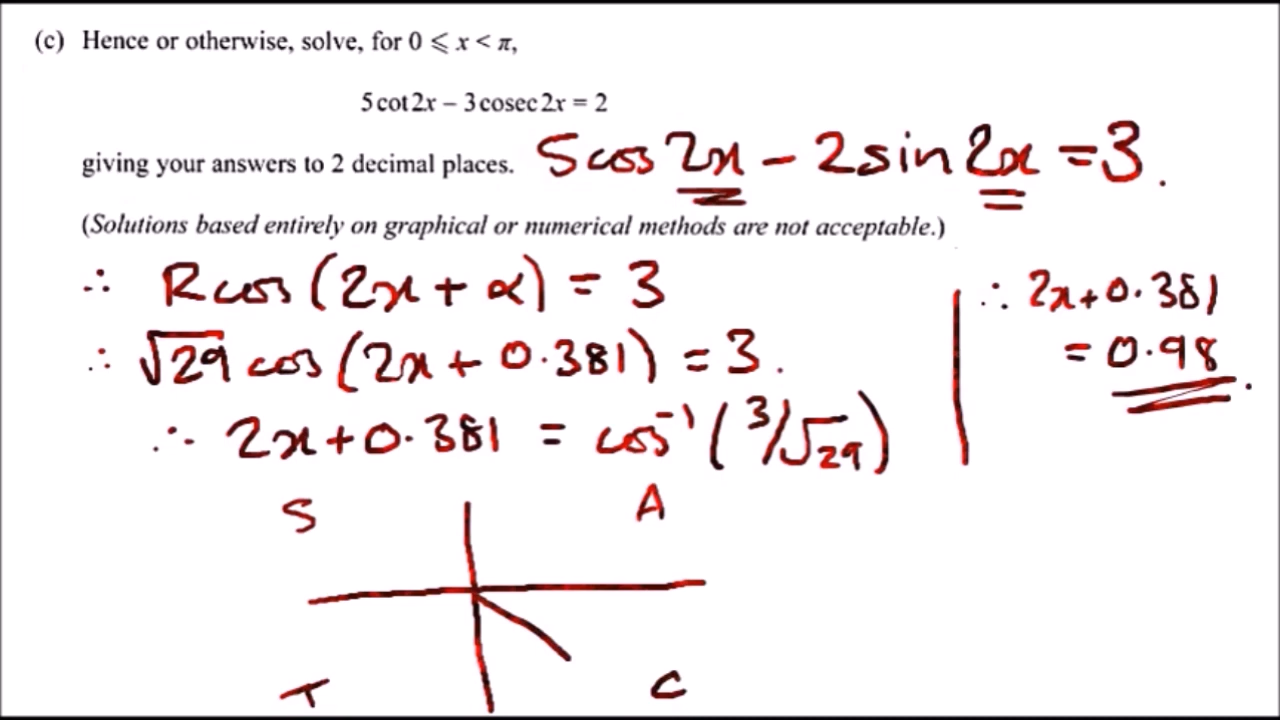 (c) Hence or otherwise, solve, for 0 ⩽ x < π,
5 cot 2x – 3 cosec 2x = 2
giving your answers to 2 decimal places. 5cos 2x – 2sin 2x = 3.
(Solutions based entirely on graphical or numerical methods are not acceptable.)
∴ Rcos(2x + α) = 3
∴ √29 cos(2x + 0.381) = 3.
∴ 2x + 0.381 = cos⁻¹(3/√29)
∴ 2x + 0.381
= 0.98.
S A
T C